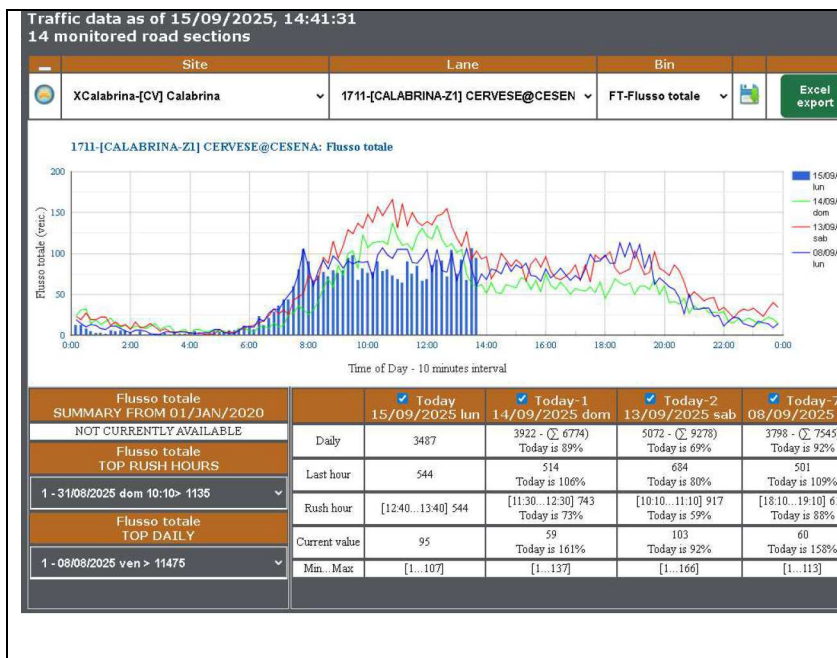 Traffic data as of 15/09/2025, 14:41:31
14 monitored road sections
Site Lane Bin
XCalabrina-[CV] Calabrina 1711-[CALABRINA-Z1] CERVESE@CESEN FT-Flusso totale Excel
export
1711-[CALABRINA-Z1] CERVESE@CESENA: Flusso totale
Flusso totale (veic.)
200
150
100
50
0
0:00 2:00 4:00 6:00 8:00 10:00 12:00 14:00 16:00 18:00 20:00 22:00 0:00
Time of Day - 10 minutes interval
15/09/
lun
14/09/
dom
13/09/
sab
08/09/
lun
Flusso totale
SUMMARY FROM 01/JAN/2020
NOT CURRENTLY AVAILABLE
Flusso totale
TOP RUSH HOURS
1 - 31/08/2025 dom 10:10> 1135
Flusso totale
TOP DAILY
1 - 08/08/2025 ven > 11475
Today Today-1 Today-2 Today-7
15/09/2025 lun 14/09/2025 dom 13/09/2025 sab 08/09/2025
Daily 3487 3922 - (∑ 6774) 5072 - (∑ 9278) 3798 - (∑ 7545
Today is 89% Today is 69% Today is 92%
Last hour 544 514 684 501
Today is 106% Today is 80% Today is 109%
Rush hour [12:40...13:40] 544 [11:30...12:30] 743 [10:10...11:10] 917 [18:10...19:10] 6
Today is 73% Today is 59% Today is 88%
Current value 95 59 103 60
Today is 161% Today is 92% Today is 158%
Min...Max [1...107] [1...137] [1...166] [1...113]